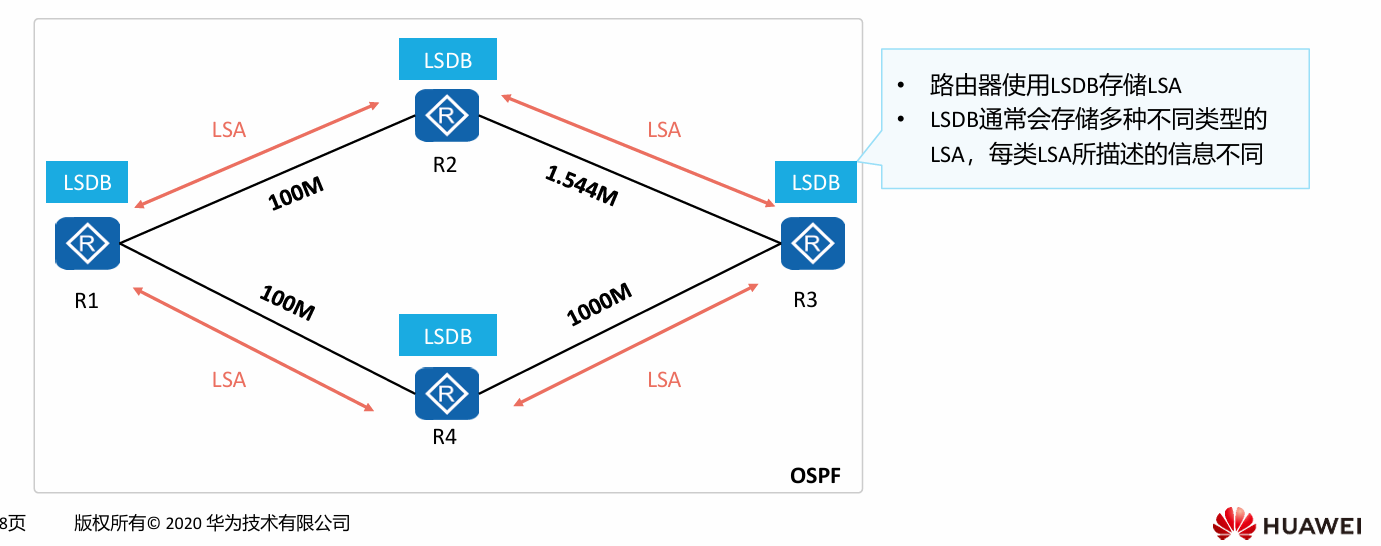 LSDB
• 路由器使用LSDB存储LSA
• LSDB通常会存储多种不同类型的
LSA，每类LSA所描述的信息不同
LSA
LSA
R
R2
LSDB
LSDB
100M
1.544M
R
R
R1
R3
100M
1000M
LSDB
LSA
LSA
R
R4
OSPF
8页 版权所有© 2020 华为技术有限公司
HUAWEI